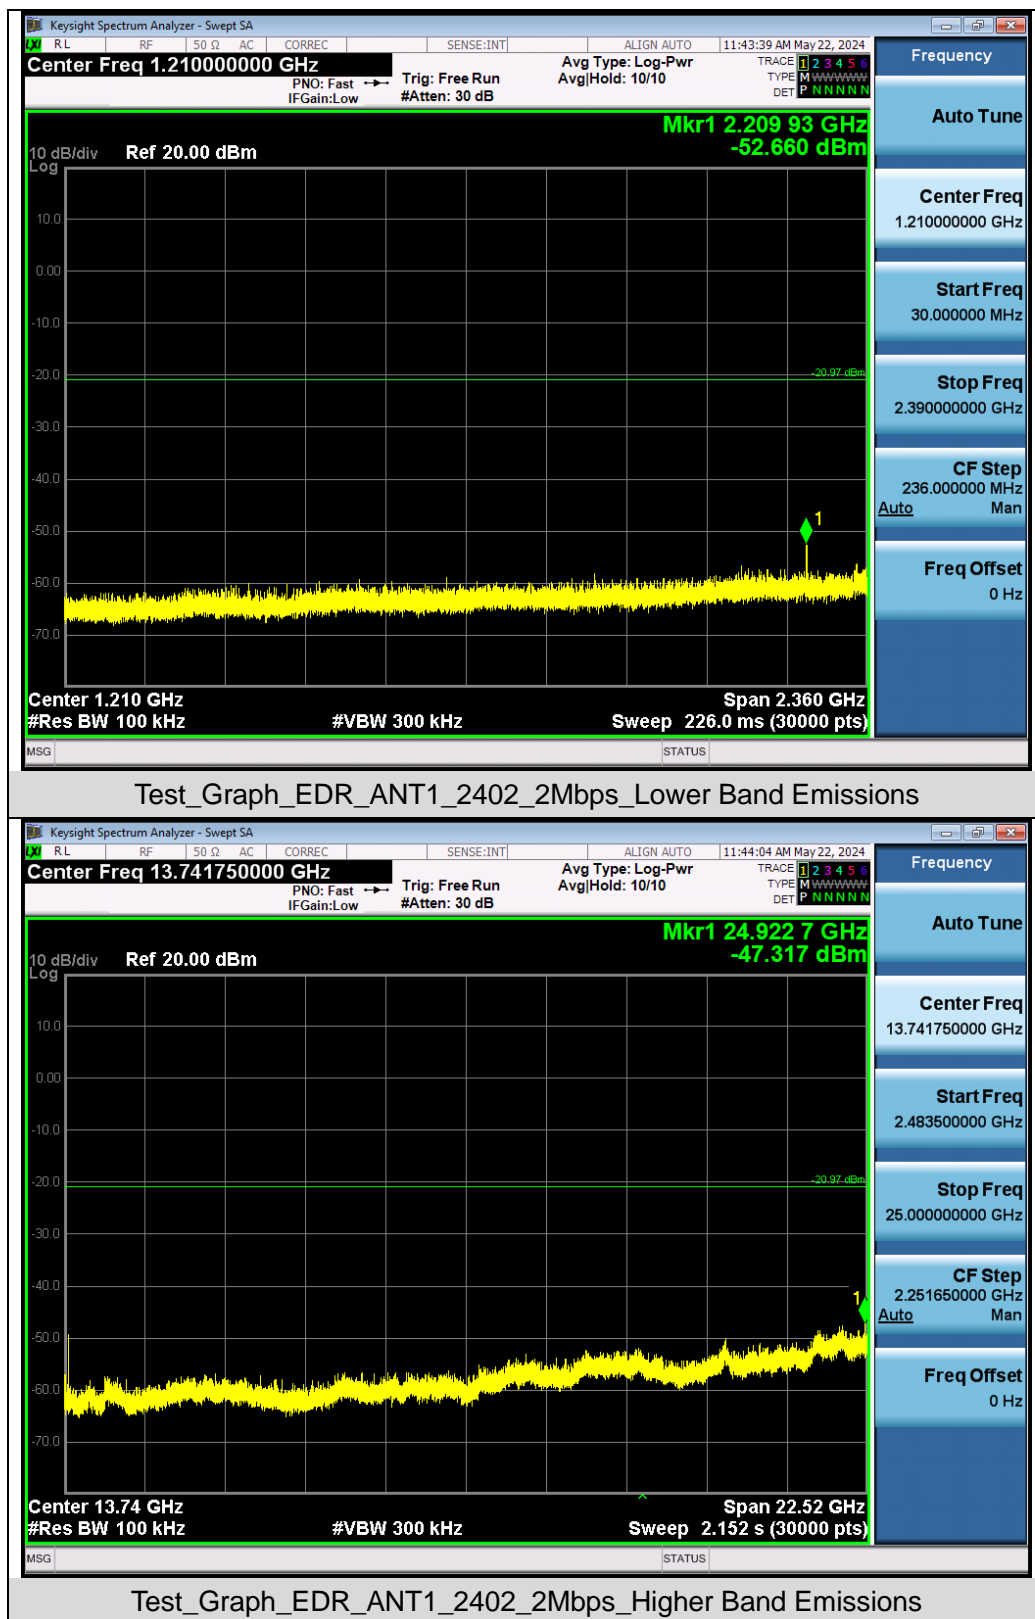 Keysight Spectrum Analyzer - Swept SA
LXI RL RF 50 Ω AC CORREC SENSE:INT ALIGN AUTO 11:43:39 AM May 22, 2024
Center Freq 1.210000000 GHz
PNO: Fast
IFGain:Low
Trig: Free Run
#Atten: 30 dB
Avg Type: Log-Pwr
Avg|Hold: 10/10
TRACE 1 2 3 4 5 6
TYPE M WWWWW
DET P NNNNN
Mkr1 2.209 93 GHz
-52.660 dBm
10 dB/div Ref 20.00 dBm
Log
10.0
0.00
-10.0
-20.0
-20.97 dBm
-30.0
-40.0
-50.0
1
-60.0
-70.0
Center 1.210 GHz Span 2.360 GHz
#Res BW 100 kHz #VBW 300 kHz Sweep 226.0 ms (30000 pts)
MSG STATUS
Frequency
Auto Tune
Center Freq
1.210000000 GHz
Start Freq
30.000000 MHz
Stop Freq
2.390000000 GHz
CF Step
236.000000 MHz
Auto Man
Freq Offset
0 Hz
Test_Graph_EDR_ANT1_2402_2Mbps_Lower Band Emissions
Keysight Spectrum Analyzer - Swept SA
LXI RL RF 50 Ω AC CORREC SENSE:INT ALIGN AUTO 11:44:04 AM May 22, 2024
Center Freq 13.741750000 GHz
PNO: Fast
IFGain:Low
Trig: Free Run
#Atten: 30 dB
Avg Type: Log-Pwr
Avg|Hold: 10/10
TRACE 1 2 3 4 5 6
TYPE M WWWWW
DET P NNNNN
Mkr1 24.922 7 GHz
-47.317 dBm
10 dB/div Ref 20.00 dBm
Log
10.0
0.00
-10.0
-20.0
-20.97 dBm
-30.0
-40.0
1
-50.0
-60.0
-70.0
Center 13.74 GHz Span 22.52 GHz
#Res BW 100 kHz #VBW 300 kHz Sweep 2.152 s (30000 pts)
MSG STATUS
Frequency
Auto Tune
Center Freq
13.741750000 GHz
Start Freq
2.483500000 GHz
Stop Freq
25.000000000 GHz
CF Step
2.251650000 GHz
Auto Man
Freq Offset
0 Hz
Test_Graph_EDR_ANT1_2402_2Mbps_Higher Band Emissions